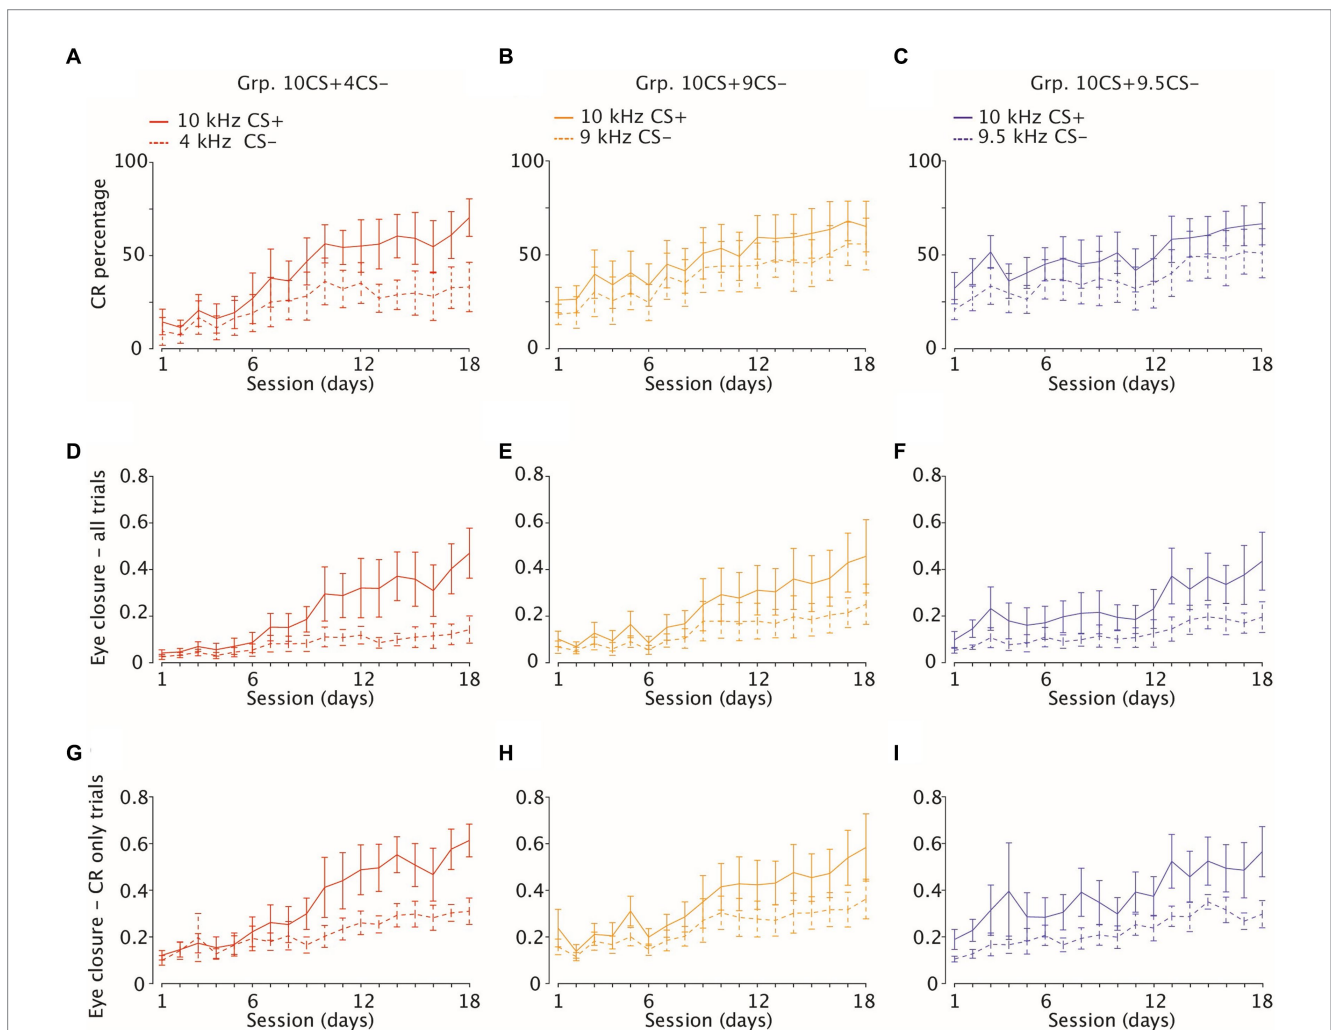 A
B
C
Grp. 10CS+4CS–
Grp. 10CS+9CS–
Grp. 10CS+9.5CS–
10 kHz CS+
4 kHz CS–
10 kHz CS+
9 kHz CS–
10 kHz CS+
9.5 kHz CS–
CR percentage
100
50
0
1 6 12 18
Session (days)
100
50
0
1 6 12 18
Session (days)
100
50
0
1 6 12 18
Session (days)
D
E
F
Eye closure – all trials
0.8
0.6
0.4
0.2
0
1 6 12 18
Session (days)
0.8
0.6
0.4
0.2
0
1 6 12 18
Session (days)
0.8
0.6
0.4
0.2
0
1 6 12 18
Session (days)
G
H
I
Eye closure – CR only trials
0.8
0.6
0.4
0.2
0
1 6 12 18
Session (days)
0.8
0.6
0.4
0.2
0
1 6 12 18
Session (days)
0.8
0.6
0.4
0.2
0
1 6 12 18
Session (days)